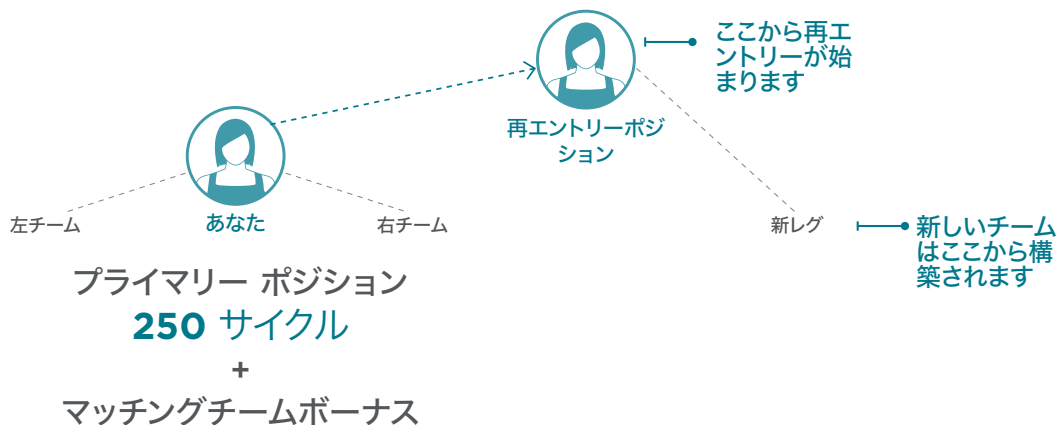 ここから再エ
ントリーが始
まります
再エントリーポジ
ション
左チーム
あなた
右チーム
新レグ
新しいチーム
はここから構
築されます
プライマリー ポジション
250 サイクル
+
マッチングチームボーナス